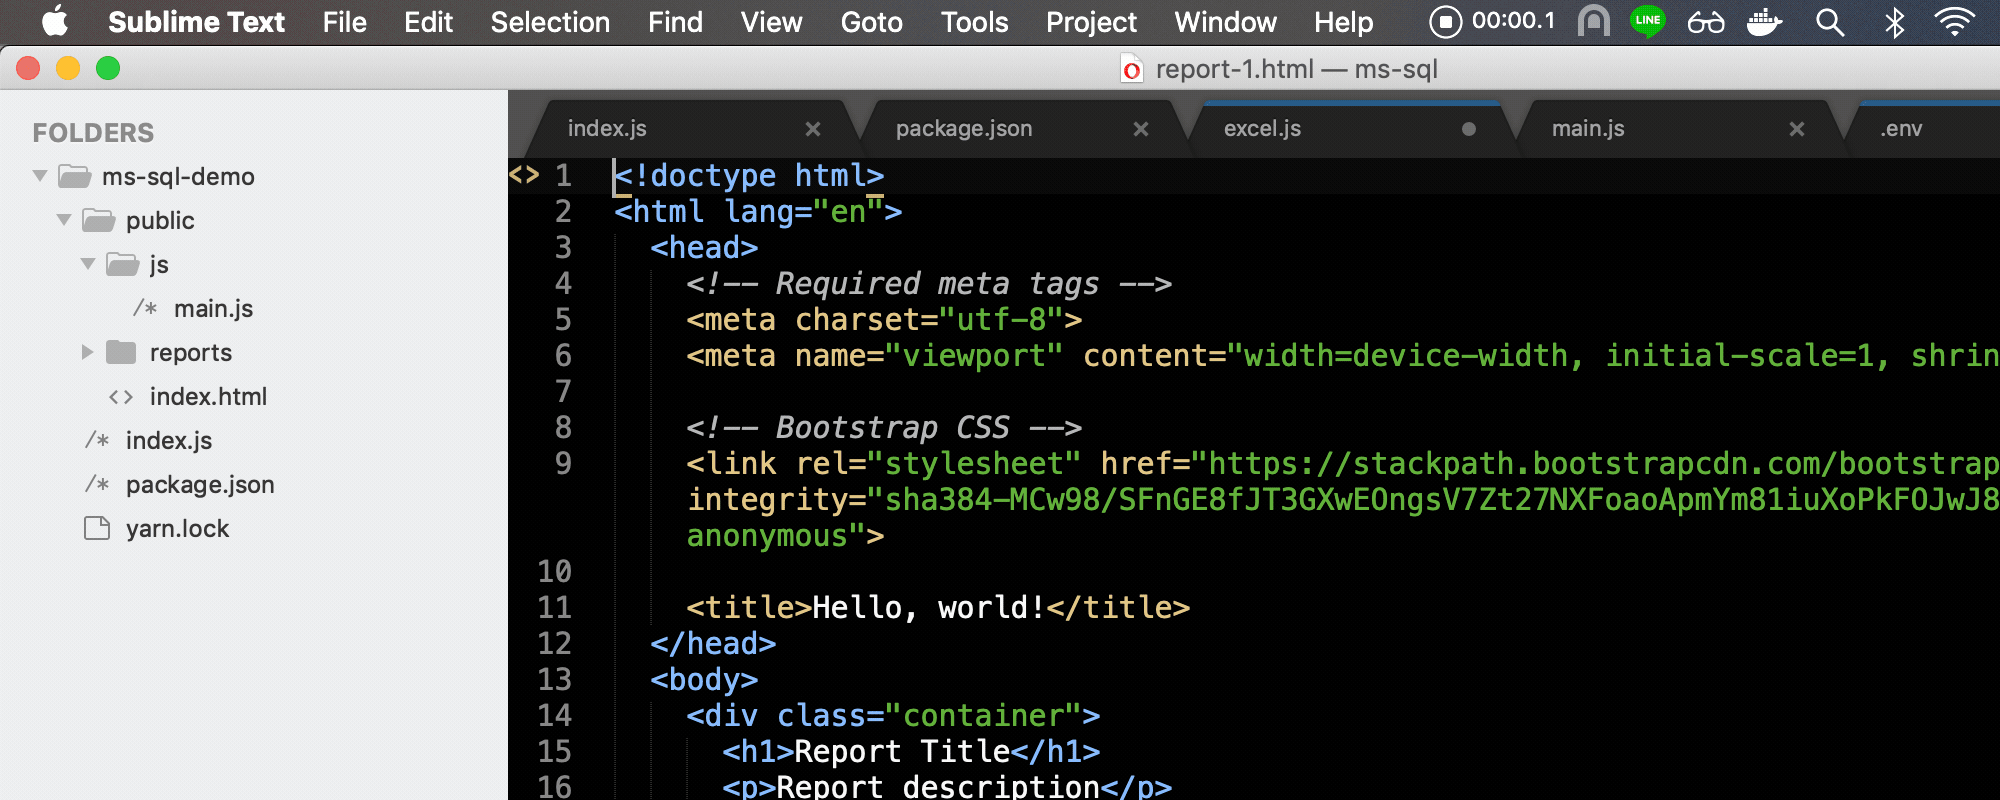 Sublime Text File Edit Selection Find View Goto Tools Project Window Help 00:00.1 LINE
report-1.html — ms-sql
FOLDERS
ms-sql-demo
public
js
/* main.js
reports
<> index.html
/* index.js
/* package.json
yarn.lock
index.js × package.json × excel.js main.js × .env
<> 1 <!doctype html>
2 <html lang="en">
3 <head>
4 <!-- Required meta tags -->
5 <meta charset="utf-8">
6 <meta name="viewport" content="width=device-width, initial-scale=1, shrin
7
8 <!-- Bootstrap CSS -->
9 <link rel="stylesheet" href="https://stackpath.bootstrapcdn.com/bootstrap
integrity="sha384-MCw98/SFnGE8fJT3GXwEOngsV7Zt27NXFoaoApmYm81iuXoPkFOJwJ8
anonymous">
10
11 <title>Hello, world!</title>
12 </head>
13 <body>
14 <div class="container">
15 <h1>Report Title</h1>
16 <p>Report description</p>